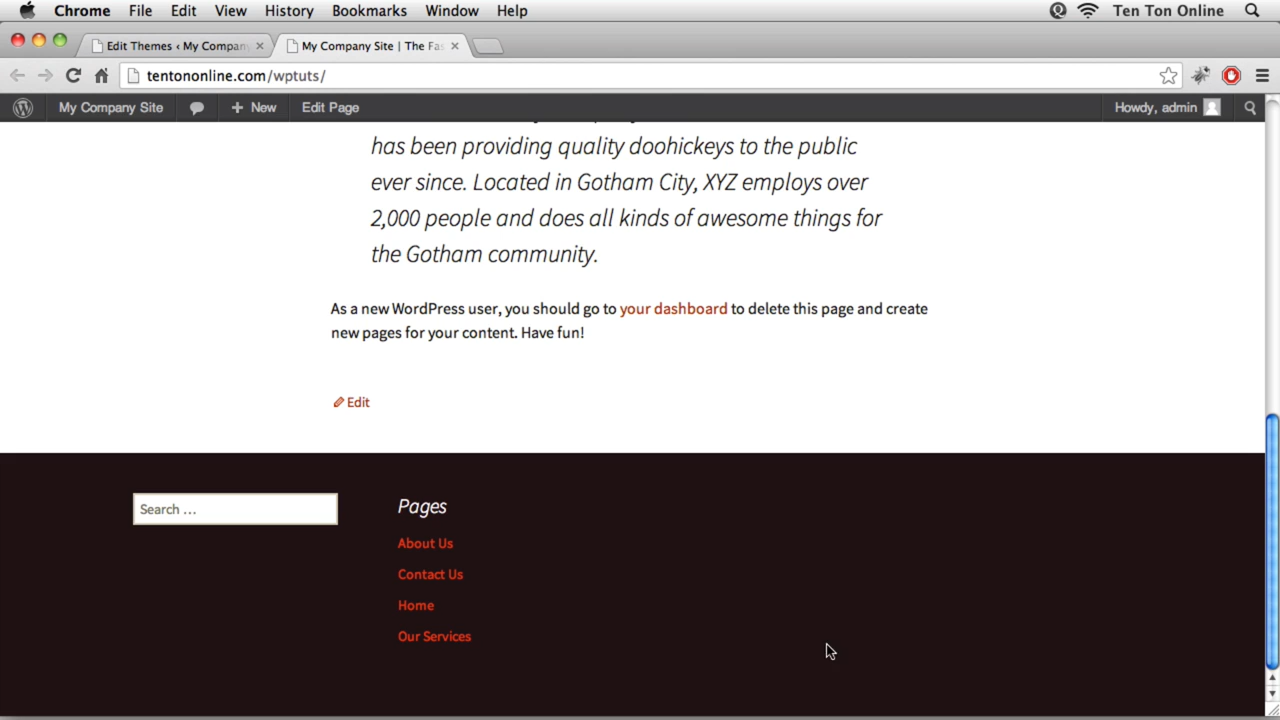 Chrome File Edit View History Bookmarks Window Help Ten Ton Online
Edit Themes ‹ My Company
My Company Site | The Fas
tentononline.com/wptuts/
My Company Site New Edit Page Howdy, admin
has been providing quality doohickeys to the public
ever since. Located in Gotham City, XYZ employs over
2,000 people and does all kinds of awesome things for
the Gotham community.
As a new WordPress user, you should go to your dashboard to delete this page and create
new pages for your content. Have fun!
Edit
Search ...
Pages
About Us
Contact Us
Home
Our Services